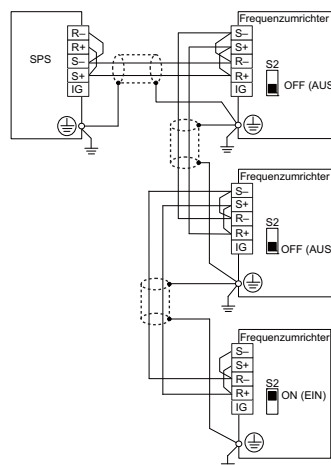 SPS
R–
R+
S–
S+
IG
Frequenzumrichter
S–
S+
R–
R+
IG
S2
OFF (AUS
Frequenzumrichter
S–
S+
R–
R+
IG
S2
OFF (AUS
Frequenzumrichter
S–
S+
R–
R+
IG
S2
ON (EIN)